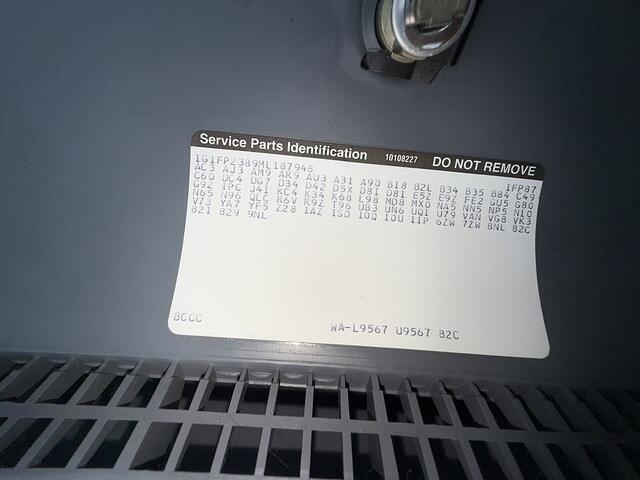 Service Parts Identification 10108227 DO NOT REMOVE
1G1FP2389ML187948 1FP87
AC3 AJ3 AM9 AR9 AU3 A31 A90 B18 B2L B34 B35 B84 C49
C60 DC4 DG7 D34 D42 D5X D81 D81 E5Z E9Z FE2 GU5 G80
G92 IPC J41 KC4 K34 K68 L98 MD8 MX0 NA5 NN5 NP5 N10
N65 N96 QLC R6V R9Z T96 UB3 UN6 UQ1 U79 VAN VG8 VK3
V73 YA7 YF5 Z28 1AZ 1SD 10Q 10U 11P 6ZW 7ZW 8NL 82C
82I 829 9NL
BCCC WA-L9567 U9567 82C